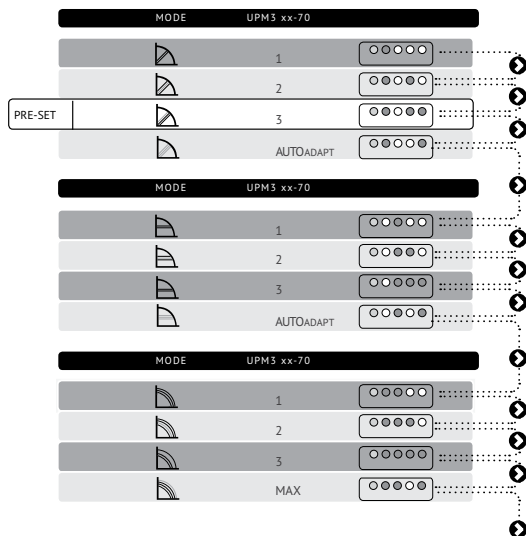 MODE UPM3 xx-70
1
2
PRE-SET 3
AUTOADAPT
MODE UPM3 xx-70
1
2
3
AUTOADAPT
MODE UPM3 xx-70
1
2
3
MAX